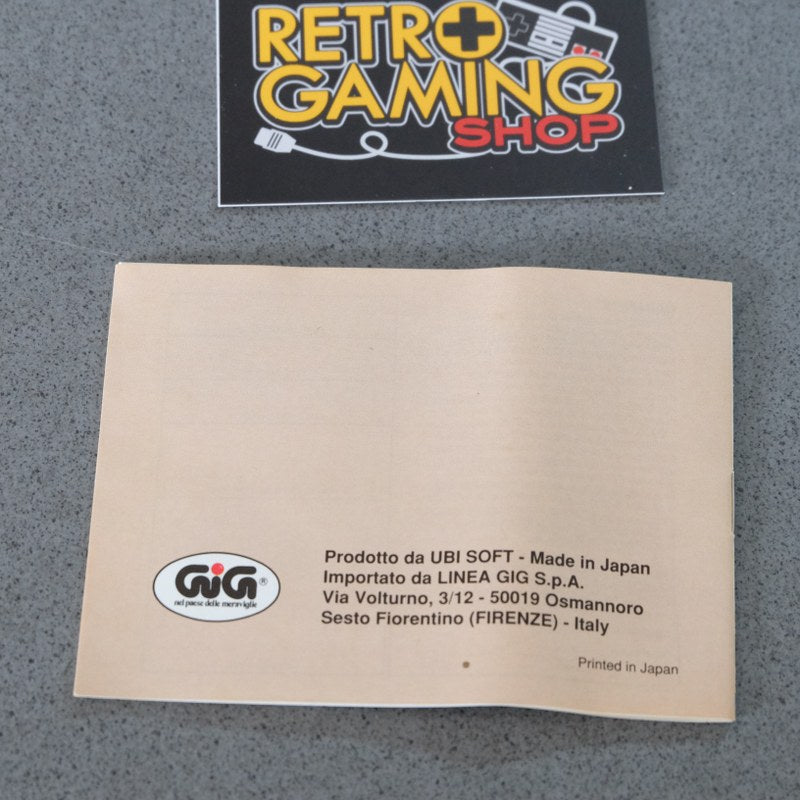 RETRO
GAMING
SHOP
GiG®
nel paese delle meraviglie
Prodotto da UBI SOFT - Made in Japan
Importato da LINEA GIG S.p.A.
Via Volturno, 3/12 - 50019 Osmannoro
Sesto Fiorentino (FIRENZE) - Italy
Printed in Japan